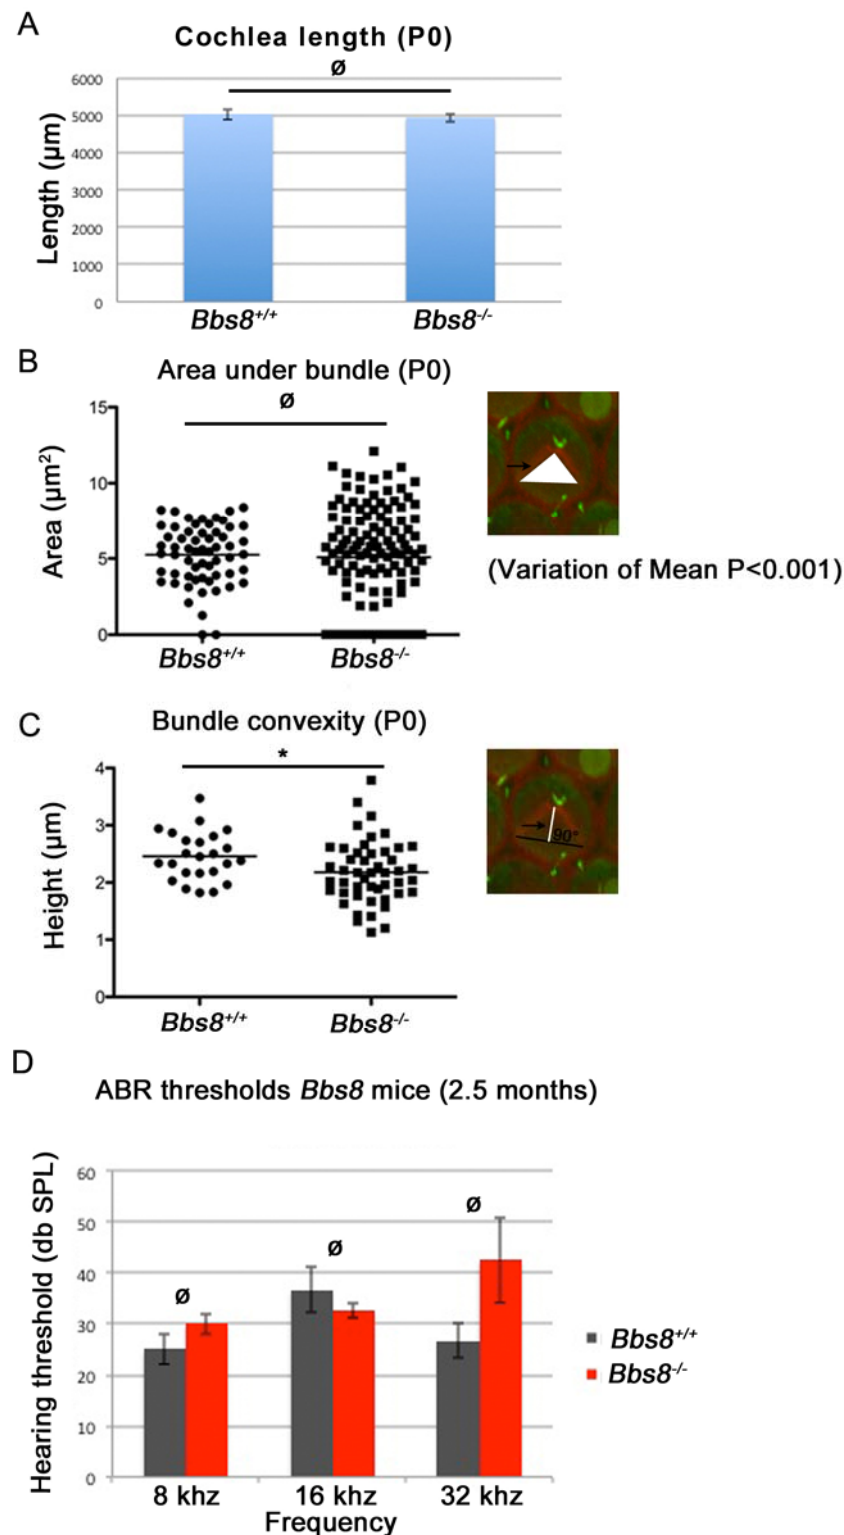 A
Cochlea length (P0)
ø
6000
5000
4000
3000
2000
1000
0
Length (µm)
Bbs8+/+
Bbs8-/-
B
Area under bundle (P0)
ø
15
10
5
0
Area (µm2)
Bbs8+/+
Bbs8-/-
(Variation of Mean P<0.001)
C
Bundle convexity (P0)
*
4
3
2
1
0
Height (µm)
90°
Bbs8+/+
Bbs8-/-
D
ABR thresholds Bbs8 mice (2.5 months)
60
50
40
30
20
10
0
Hearing threshold (db SPL)
ø
ø
ø
Bbs8+/+
Bbs8-/-
8 khz
16 khz
32 khz
Frequency